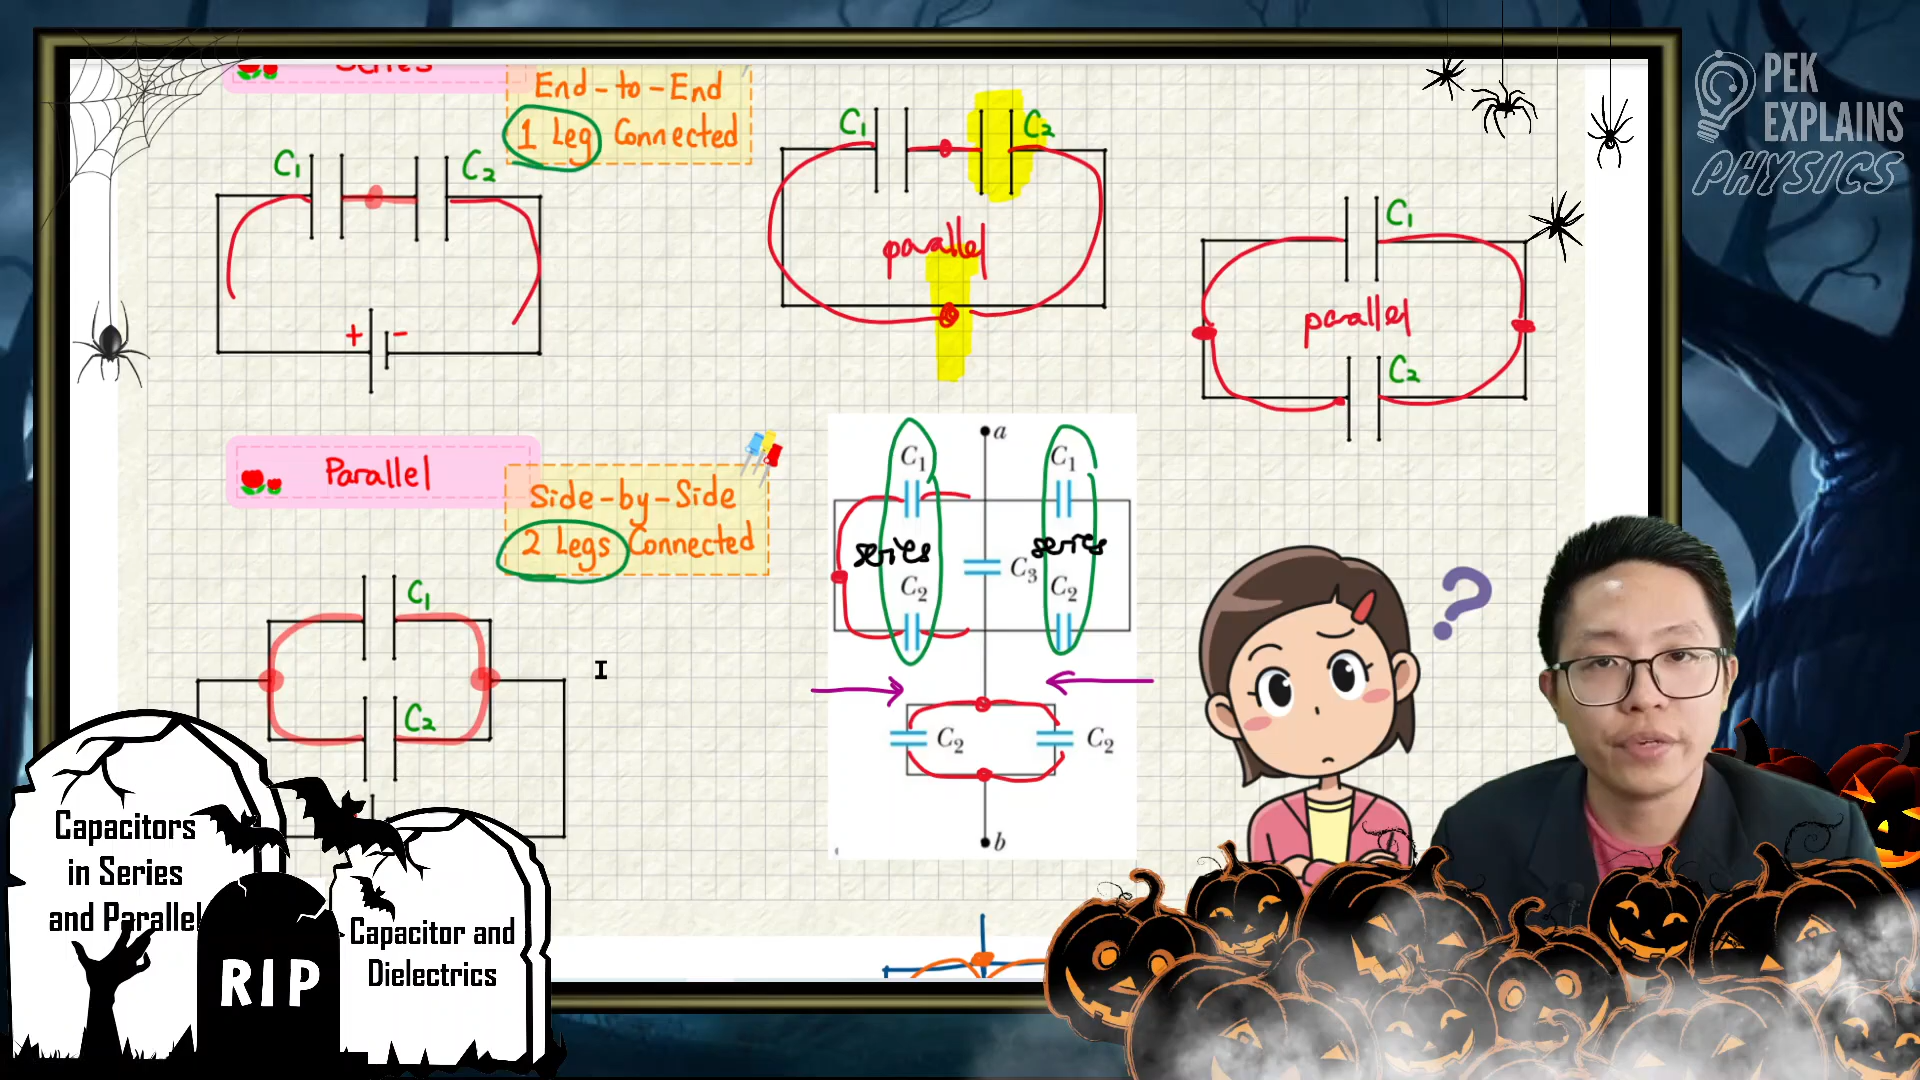 Series
End-to-End
1 Leg Connected
C1
C2
+
-
C1
C2
parallel
C1
parallel
C2
PEK
EXPLAINS
PHYSICS
Parallel
Side-by-Side
2 Legs Connected
C1
C2
a
C1
C1
series
series
C3
C2
C2
C2
C2
b
?
Capacitors
in Series
and Parallel
RIP
Capacitor and
Dielectrics